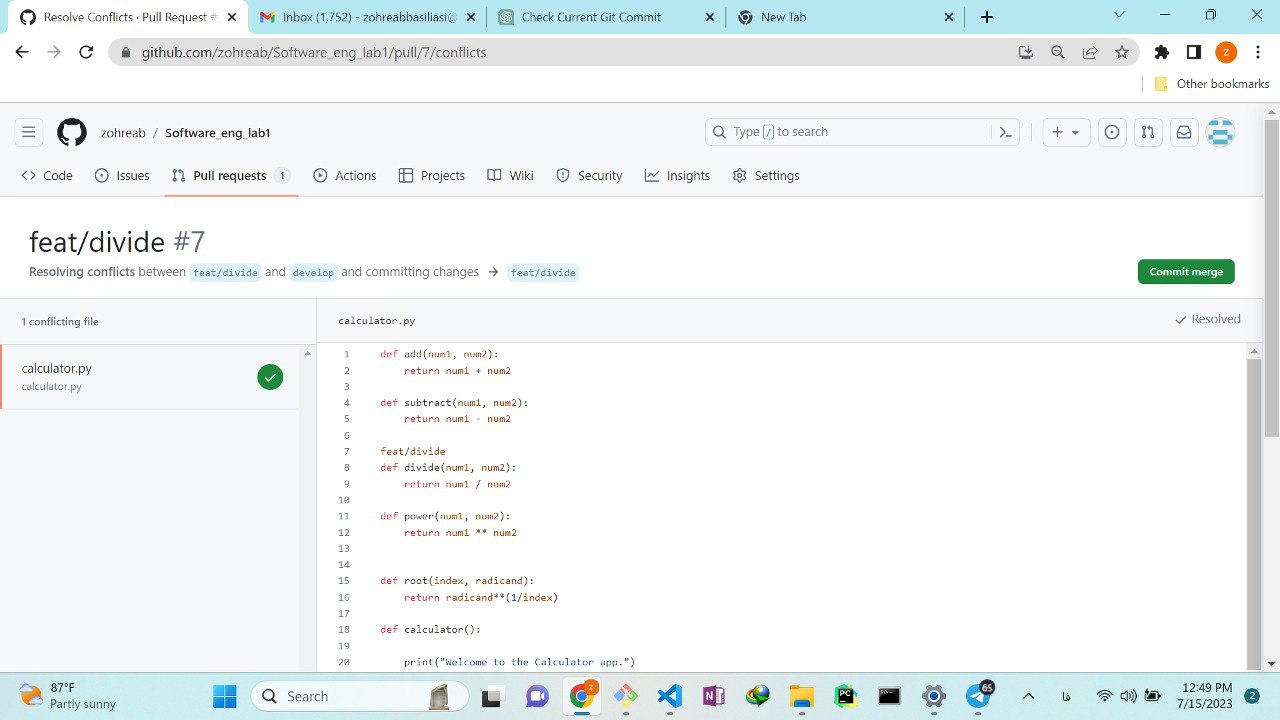 Resolve Conflicts · Pull Request #
Inbox (1,752) - zohreabbasiliasi@
Check Current Git Commit
New Tab
github.com/zohreab/Software_eng_lab1/pull/7/conflicts
Z
Other bookmarks
zohreab / Software_eng_lab1
Type / to search
Code
Issues
Pull requests 1
Actions
Projects
Wiki
Security
Insights
Settings
feat/divide #7
Resolving conflicts between feat/divide and develop and committing changes → feat/divide
Commit merge
1 conflicting file
calculator.py
calculator.py
calculator.py
Resolved
1 def add(num1, num2):
2 return num1 + num2
3
4 def subtract(num1, num2):
5 return num1 - num2
6
7 feat/divide
8 def divide(num1, num2):
9 return num1 / num2
10
11 def power(num1, num2):
12 return num1 ** num2
13
14
15 def root(index, radicand):
16 return radicand**(1/index)
17
18 def calculator():
19
20 print("Welcome to the Calculator app.")
87°F
Partly sunny
Search
Z
N
PC
65
فا
12:49 PM
7/15/2023
2